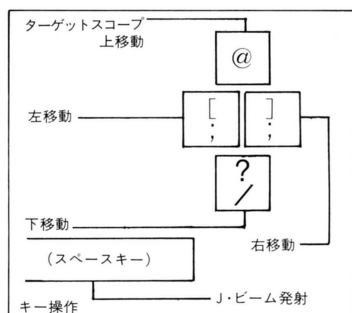 ターゲットスコープ
上移動
@
左移動
[
;
]
;
?
/
下移動
右移動
(スペースキー)
J・ビーム発射
キー操作